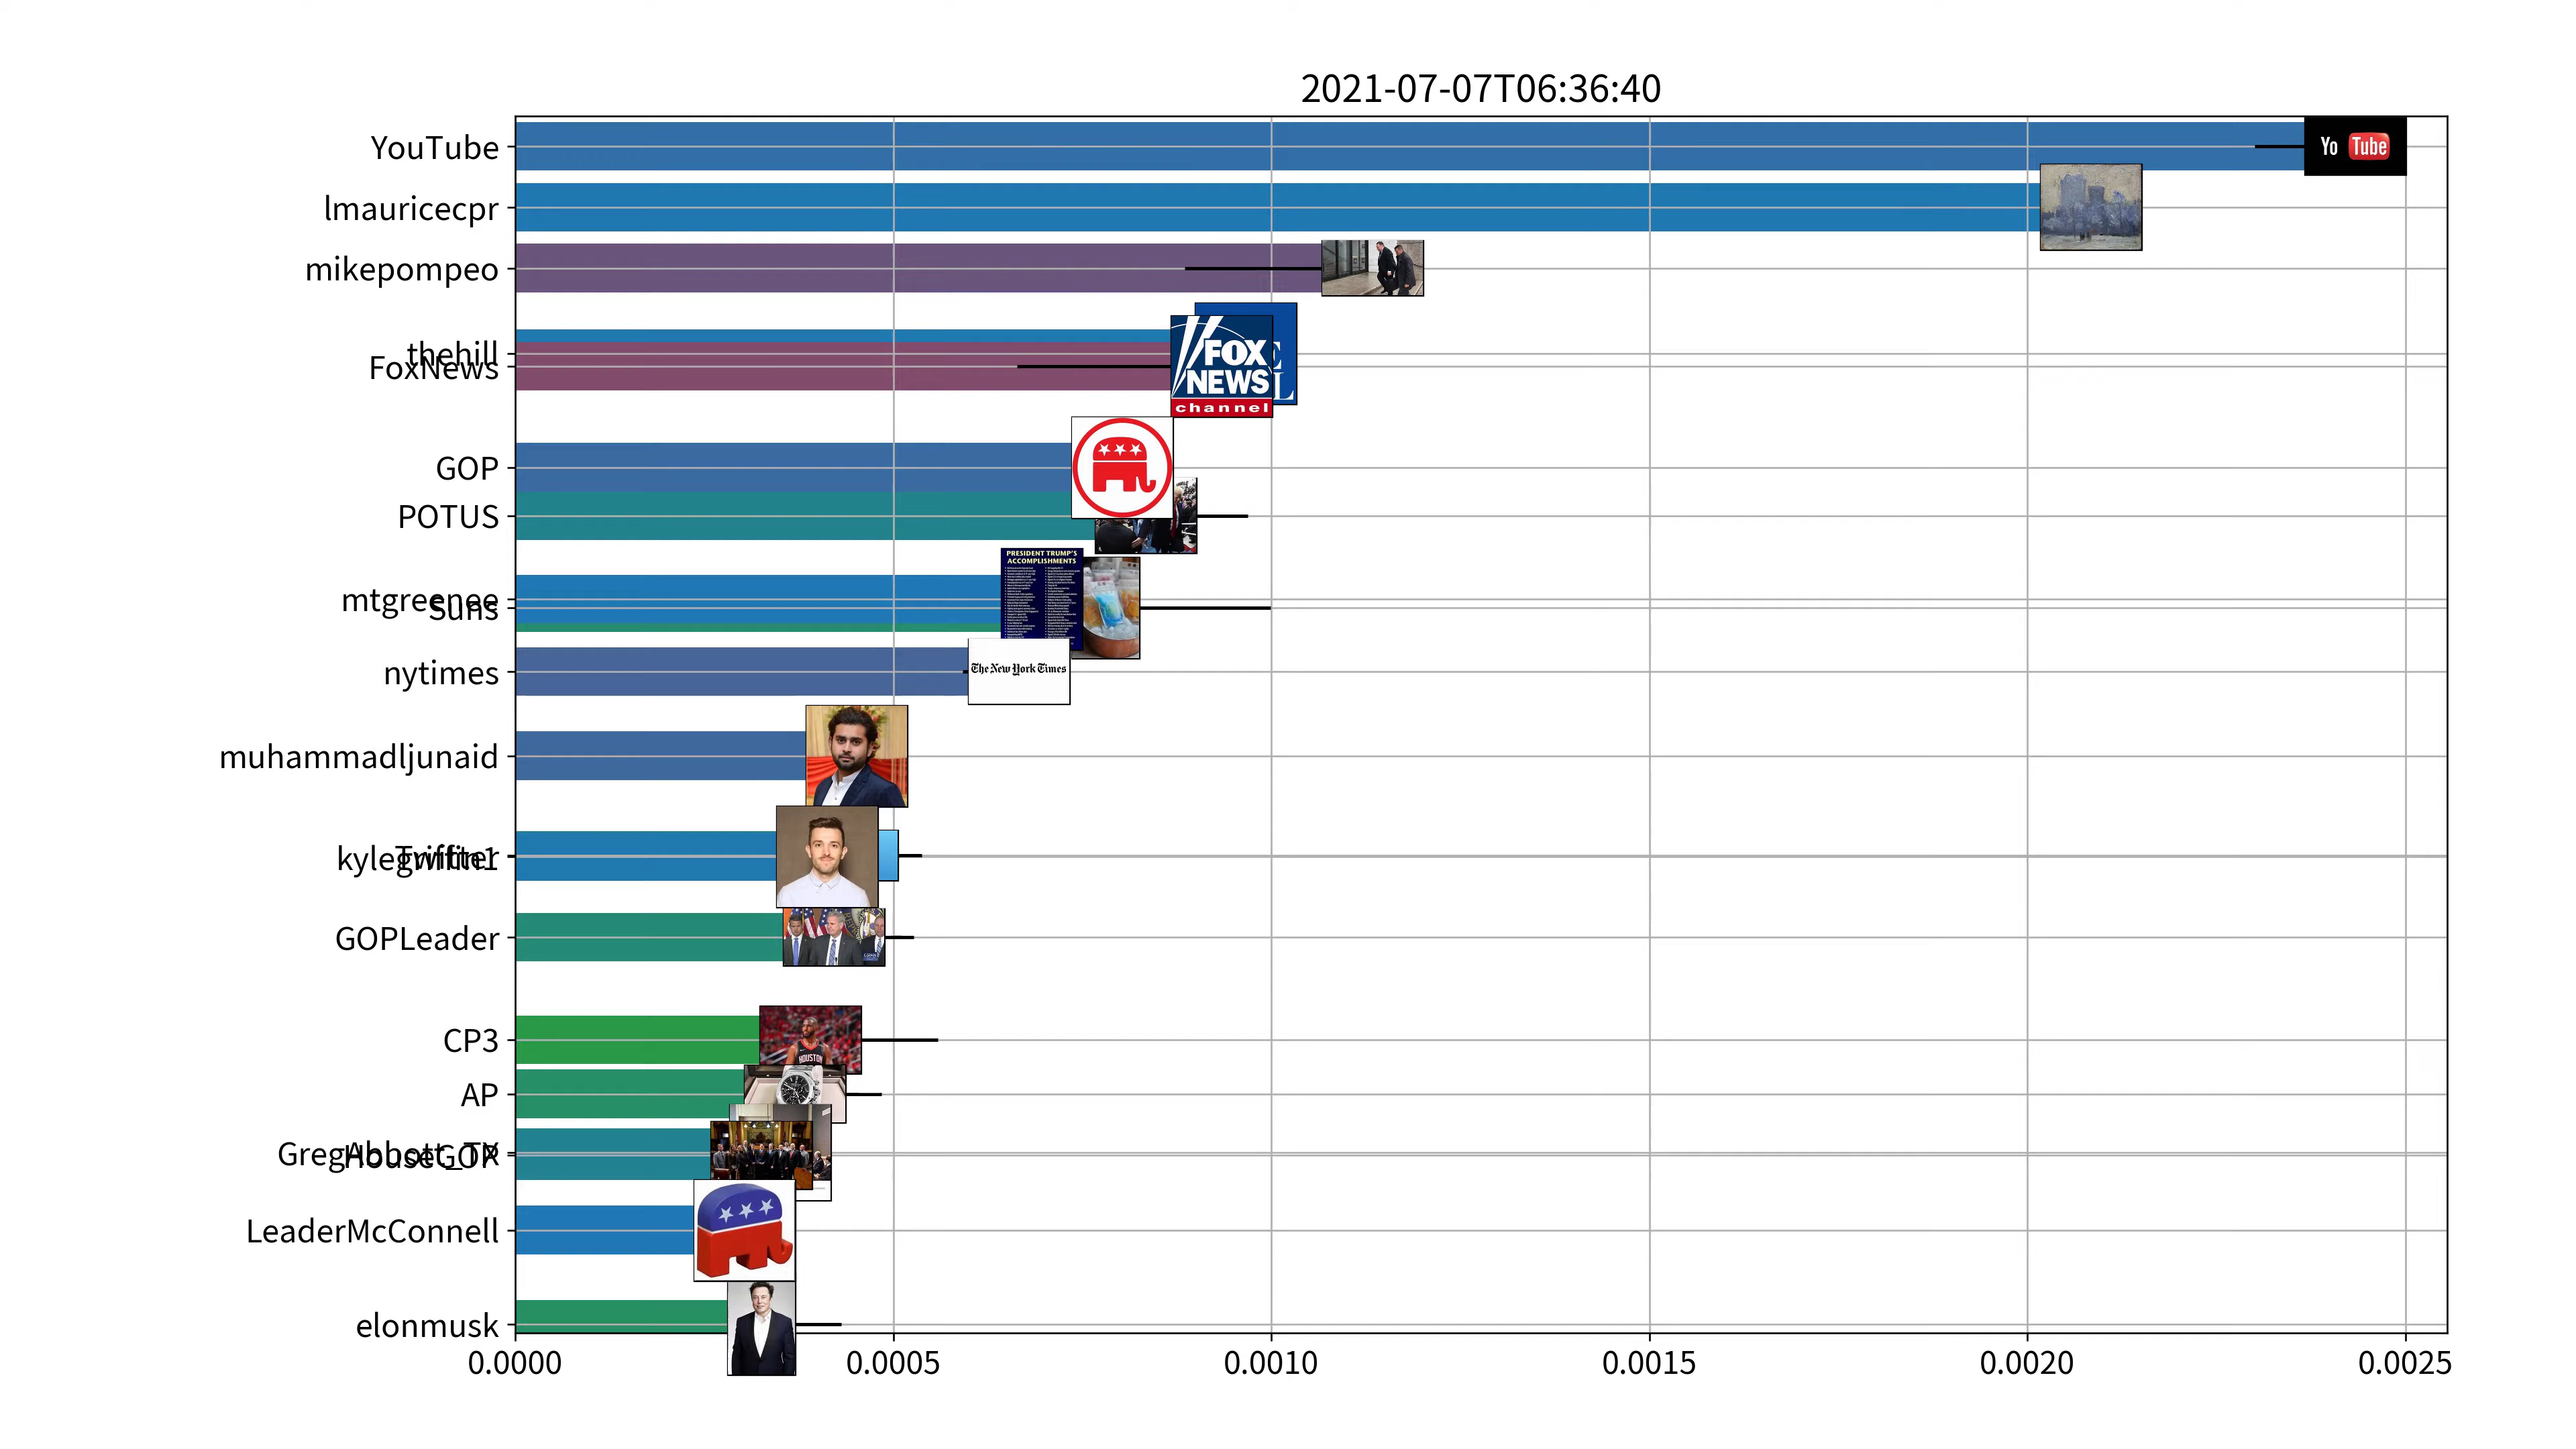 2021-07-07T06:36:40
YouTube
Yo Tube
lmauricecpr
mikepompeo
thehill
FoxNews
FOX
NEWS
channel
GOP
POTUS
PRESIDENT TRUMP'S
ACCOMPLISHMENTS
mtgreenee
Suns
nytimes
The New York Times
muhammadljunaid
kylegriffin1
Twitter
GOPLeader
CP3
HOUSTON
AP
GregAbbott_TX
HouseGOP
LeaderMcConnell
elonmusk
0.0000 0.0005 0.0010 0.0015 0.0020 0.0025